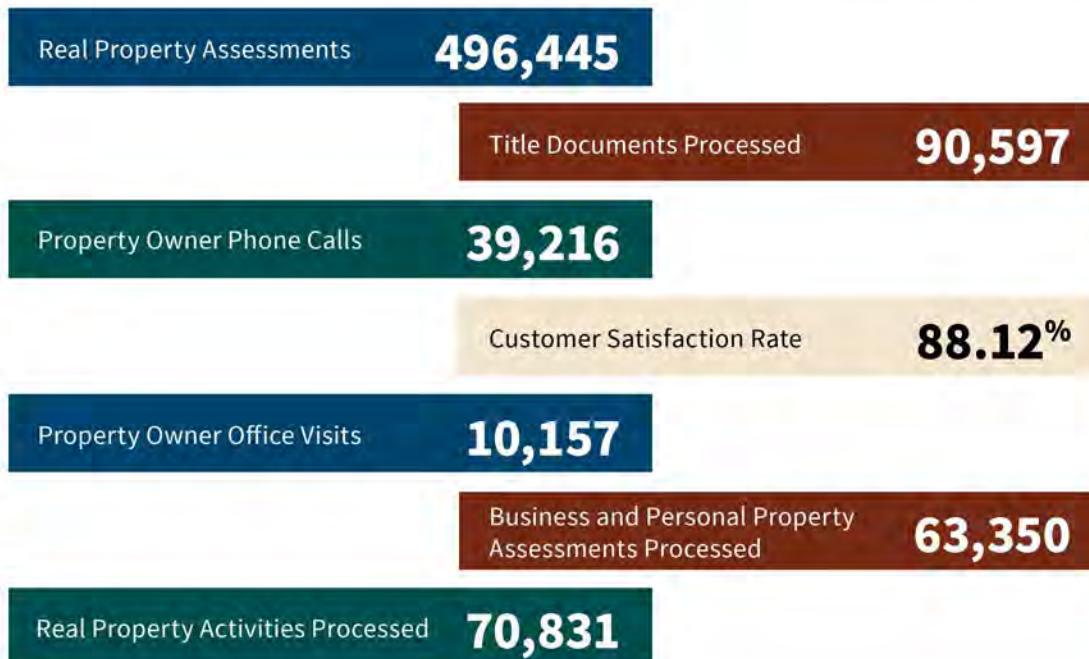 Real Property Assessments 496,445
Title Documents Processed 90,597
Property Owner Phone Calls 39,216
Customer Satisfaction Rate 88.12%
Property Owner Office Visits 10,157
Business and Personal Property
Assessments Processed 63,350
Real Property Activities Processed 70,831